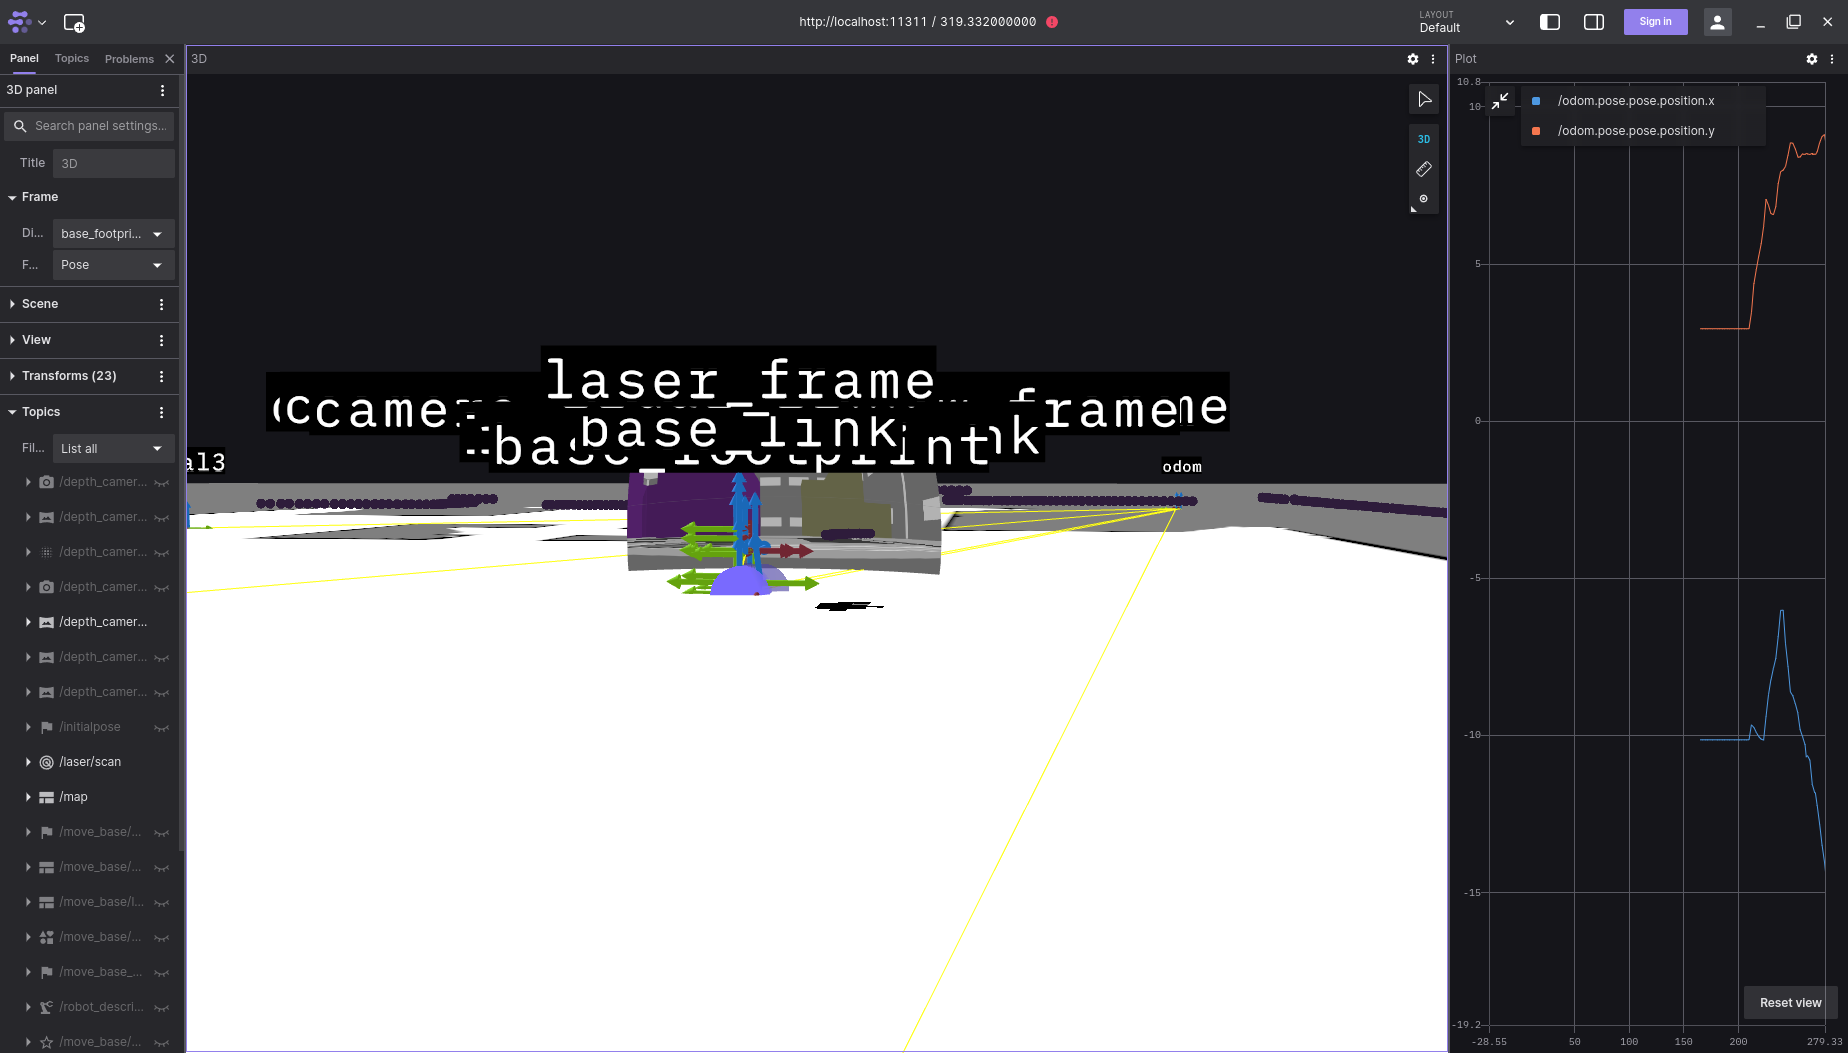 http://localhost:11311 / 319.332000000
LAYOUT
Default
Sign in
Panel
Topics
Problems
3D panel
Search panel settings...
Title
3D
Frame
Di...
base_footpri...
F...
Pose
Scene
View
Transforms (23)
Topics
Fil...
List all
/depth_camer...
/depth_camer...
/depth_camer...
/depth_camer...
/depth_camer...
/depth_camer...
/depth_camer...
/initialpose
/laser/scan
/map
/move_base/...
/move_base/...
/move_base/l...
/move_base/...
/move_base_...
/robot_descri...
/move_base/...
3D
3D
laser_frame
base_link
odom
Plot
/odom.pose.pose.position.x
/odom.pose.pose.position.y
10.8
10
5
0
-5
-10
-15
-19.2
-28.55
50
100
150
200
279.33
Reset view